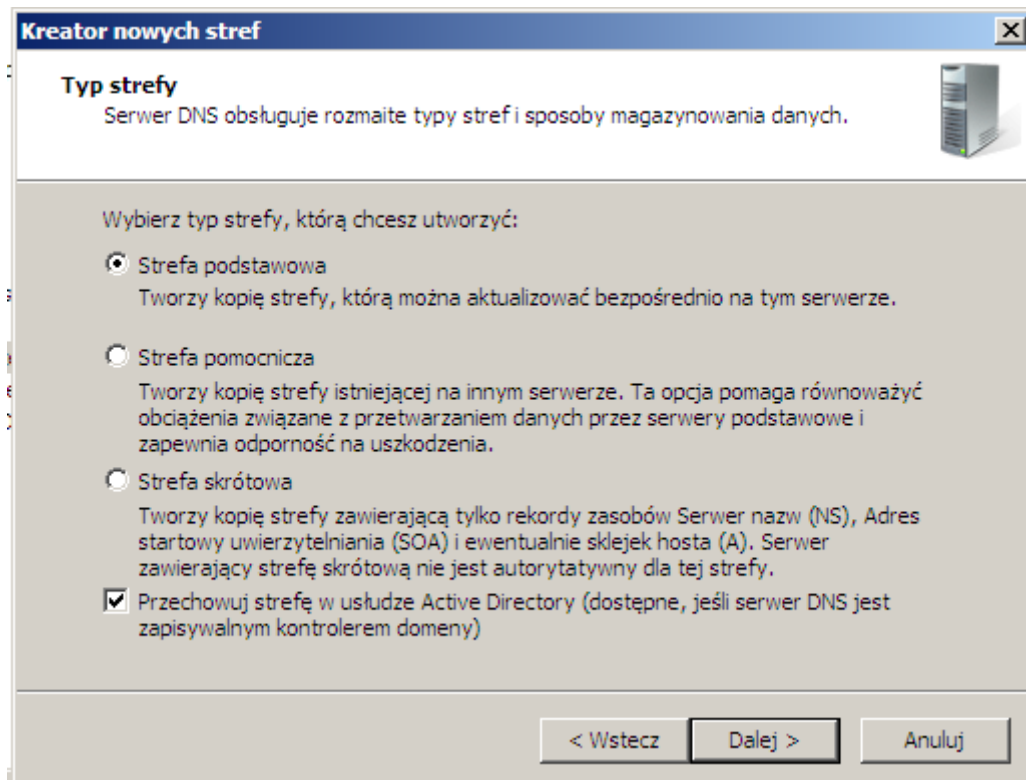 Kreator nowych stref
Typ strefy
Serwer DNS obsługuje rozmaite typy stref i sposoby magazynowania danych.
Wybierz typ strefy, którą chcesz utworzyć:
Strefa podstawowa
Tworzy kopię strefy, którą można aktualizować bezpośrednio na tym serwerze.
Strefa pomocnicza
Tworzy kopię strefy istniejącej na innym serwerze. Ta opcja pomaga równoważyć
obciążenia związane z przetwarzaniem danych przez serwery podstawowe i
zapewnia odporność na uszkodzenia.
Strefa skrótowa
Tworzy kopię strefy zawierającą tylko rekordy zasobów Serwer nazw (NS), Adres
startowy uwierzytelniania (SOA) i ewentualnie sklejek hosta (A). Serwer
zawierający strefę skrótową nie jest autorytatywny dla tej strefy.
Przechowuj strefę w usłudze Active Directory (dostępne, jeśli serwer DNS jest
zapisywalnym kontrolerem domeny)
< Wstecz Dalej > Anuluj